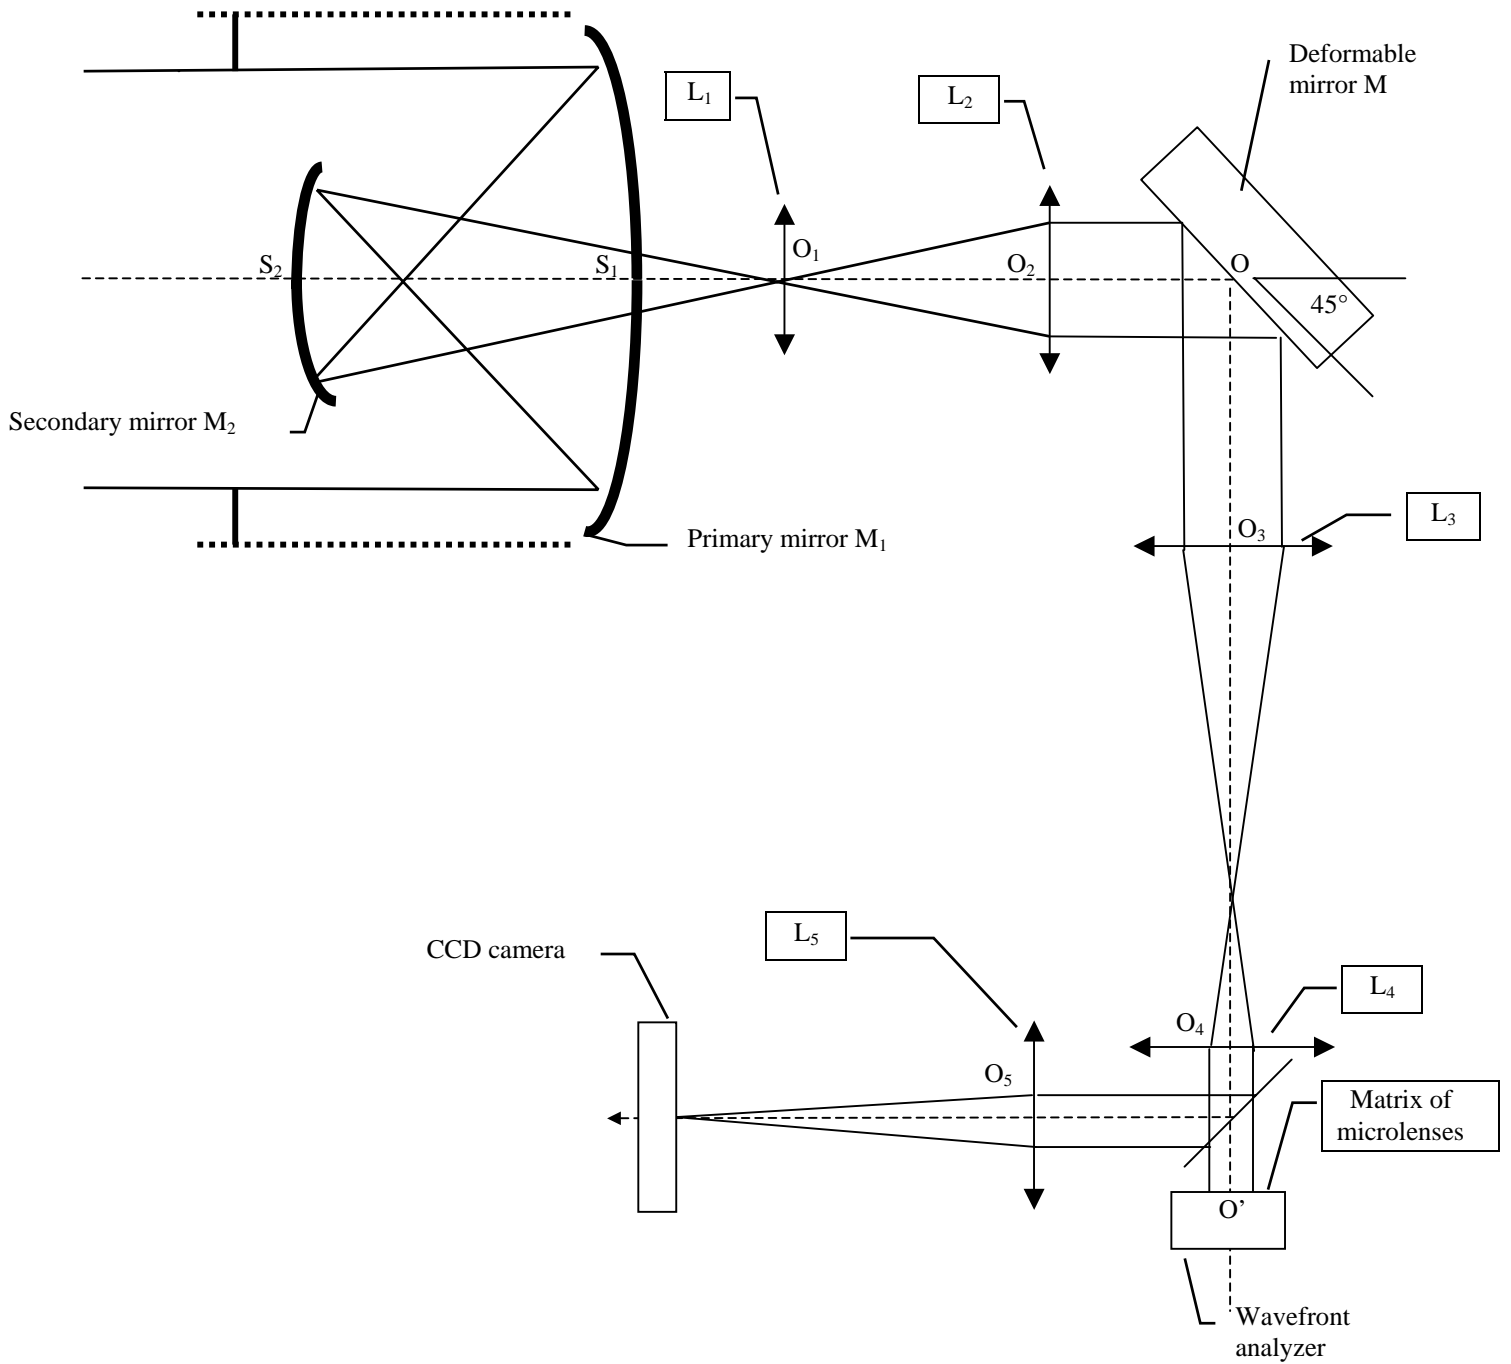 Deformable
mirror M
L₁
L₂
O₁
S₂
S₁
O₂
O
45°
Secondary mirror M₂
L₃
O₃
Primary mirror M₁
L₅
CCD camera
L₄
O₄
O₅
Matrix of
microlenses
O’
Wavefront
analyzer